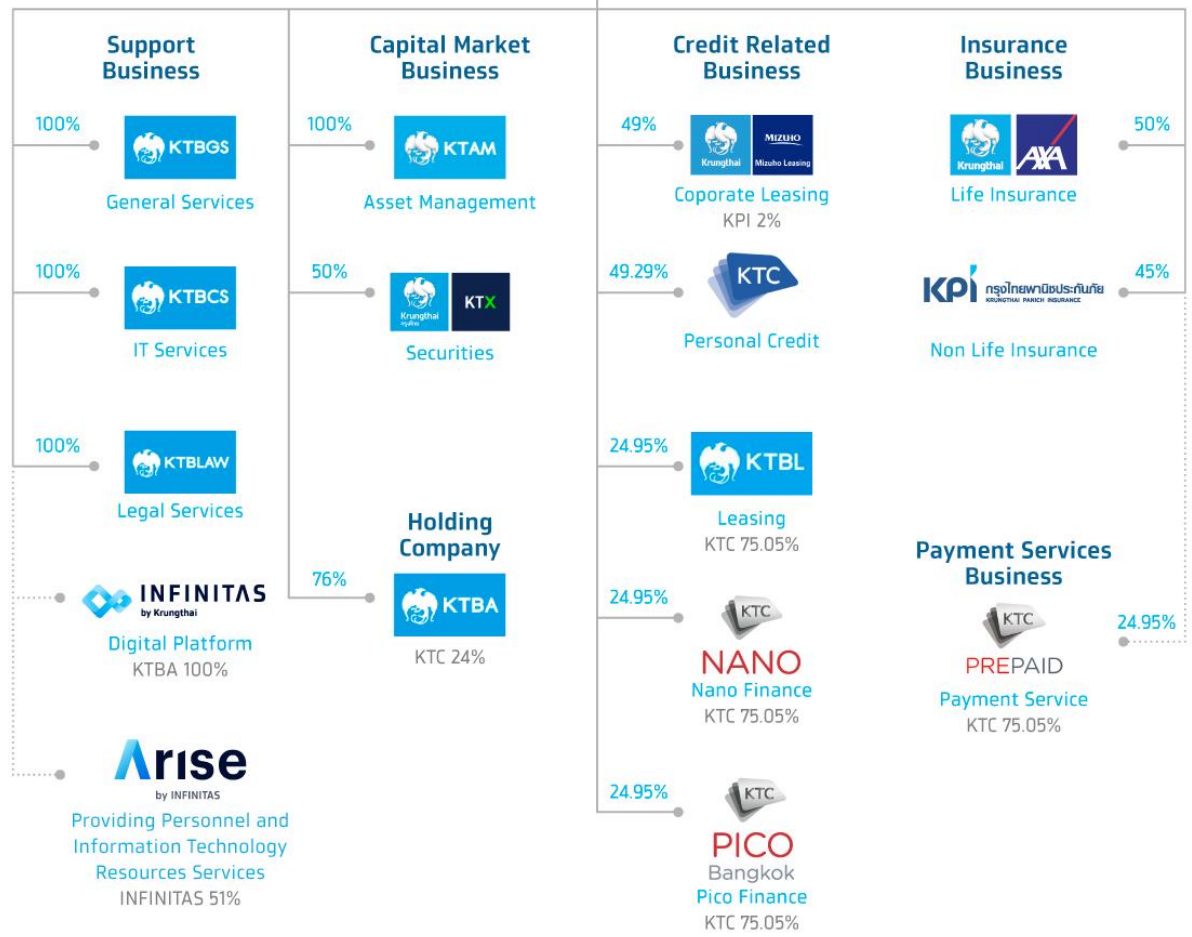 Support
Business
100%
KTBGS
General Services
100%
KTBCS
IT Services
100%
KTBLAW
Legal Services
INFINITAS
by Krungthai
Digital Platform
KTBA 100%
Arise
by INFINITAS
Providing Personnel and
Information Technology
Resources Services
INFINITAS 51%
Capital Market
Business
100%
KTAM
Asset Management
50%
Krungthai
กรุงไทย
KTX
Securities
Holding
Company
76%
KTBA
KTC 24%
Credit Related
Business
49%
Krungthai
MIZUHO
Mizuho Leasing
Coporate Leasing
KPI 2%
49.29%
KTC
Personal Credit
24.95%
KTBL
Leasing
KTC 75.05%
24.95%
KTC
NANO
Nano Finance
KTC 75.05%
24.95%
KTC
PICO
Bangkok
Pico Finance
KTC 75.05%
Insurance
Business
50%
Krungthai
AXA
Life Insurance
45%
KPI กรุงไทยพานิชประกันภัย
KRUNGTHAI PANICH INSURANCE
Non Life Insurance
Payment Services
Business
24.95%
KTC
PREPAID
Payment Service
KTC 75.05%